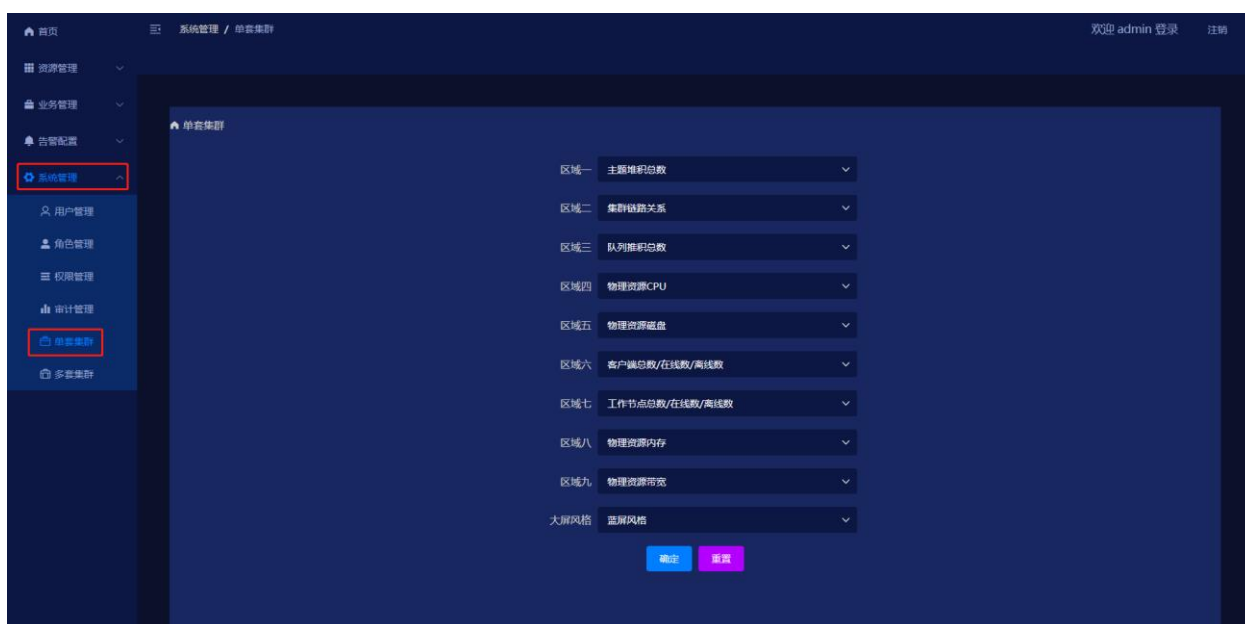 首页
系统管理 / 单套集群
欢迎 admin 登录
注销
资源管理
业务管理
告警配置
系统管理
用户管理
角色管理
权限管理
审计管理
单套集群
多套集群
单套集群
区域一 主题堆积总数
区域二 集群链路关系
区域三 队列堆积总数
区域四 物理资源CPU
区域五 物理资源磁盘
区域六 客户端总数/在线数/离线数
区域七 工作节点总数/在线数/离线数
区域八 物理资源内存
区域九 物理资源带宽
大屏风格 蓝屏风格
确定 重置